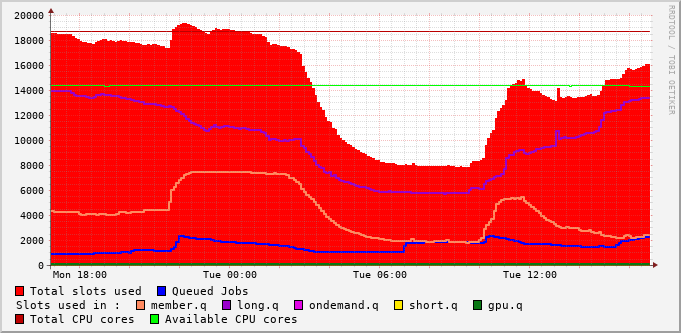 20000
18000
16000
14000
12000
10000
8000
6000
4000
2000
0
Mon 18:00 Tue 00:00 Tue 06:00 Tue 12:00
RRDTOOL / TOBI OETIKER
Total slots used Queued Jobs
Slots used in : member.q long.q ondemand.q short.q gpu.q
Total CPU cores Available CPU cores